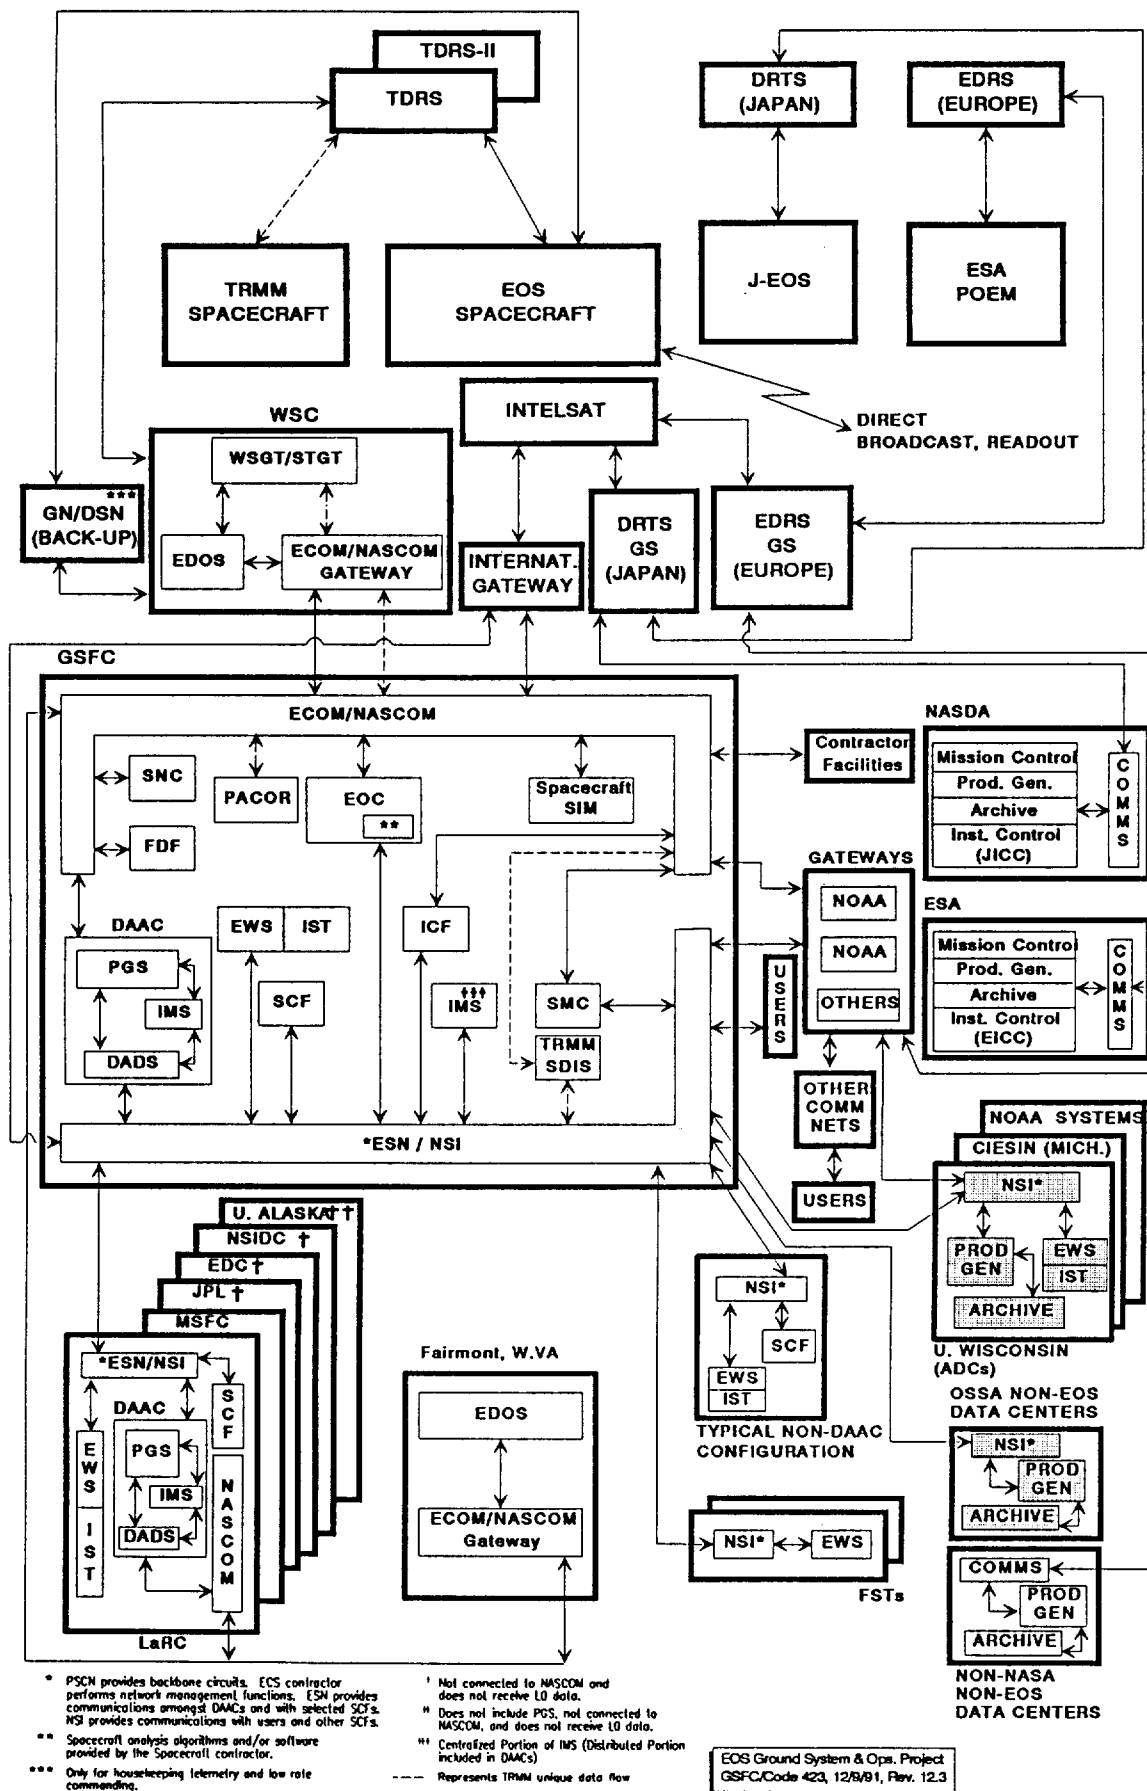 TDRS-II
TDRS
DRTS
(JAPAN)
EDRS
(EUROPE)
TRMM
SPACECRAFT
EOS
SPACECRAFT
J-EOS
ESA
POEM
WSC
INTELSAT
DIRECT
BROADCAST, READOUT
WSGT/STGT
***
GN/DSN
(BACK-UP)
EDOS
ECOM/NASCOM
GATEWAY
INTERNAT.
GATEWAY
DRTS
GS
(JAPAN)
EDRS
GS
(EUROPE)
GSFC
ECOM/NASCOM
SNC
PACOR
EOC
**
Spacecraft
SIM
FDF
Contractor
Facilities
NASDA
Mission Control
Prod. Gen.
Archive
Inst. Control
(JICC)
COMMS
GATEWAYS
NOAA
NOAA
OTHERS
ESA
Mission Control
Prod. Gen.
Archive
Inst. Control
(EICC)
COMMS
DAAC
PGS
IMS
DADS
EWS
IST
SCF
ICF
†††
IMS
SMC
TRMM
SDIS
USERS
*ESN / NSI
OTHER
COMM
NETS
USERS
NOAA SYSTEMS
CIESIN (MICH.)
NSI*
PROD
GEN
EWS
IST
ARCHIVE
U. WISCONSIN
(ADCs)
U. ALASKA††
NSIDC †
EDC †
JPL †
MSFC
*ESN/NSI
SCF
DAAC
PGS
IMS
DADS
EWS
IST
NASCOM
LaRC
Fairmont, W.VA
EDOS
ECOM/NASCOM
Gateway
NSI*
SCF
EWS
IST
TYPICAL NON-DAAC
CONFIGURATION
NSI*
EWS
FSTs
OSSA NON-EOS
DATA CENTERS
NSI*
PROD
GEN
ARCHIVE
COMMS
PROD
GEN
ARCHIVE
NON-NASA
NON-EOS
DATA CENTERS
* PSCN provides backbone circuits. ECS contractor
performs network management functions. ESN provides
communications amongst DAACs and with selected SCFs.
NSI provides communications with users and other SCFs.
** Spacecraft analysis algorithms and/or software
provided by the Spacecraft contractor.
*** Only for housekeeping telemetry and low rate
commanding.
† Not connected to NASCOM and
does not receive L0 data.
†† Does not include PGS, not connected to
NASCOM, and does not receive L0 data.
††† Centralized Portion of IMS (Distributed Portion
included in DAACs)
---- Represents TRMM unique data flow
EOS Ground System & Ops. Project
GSFC/Code 423, 12/9/91, Rev. 12.3